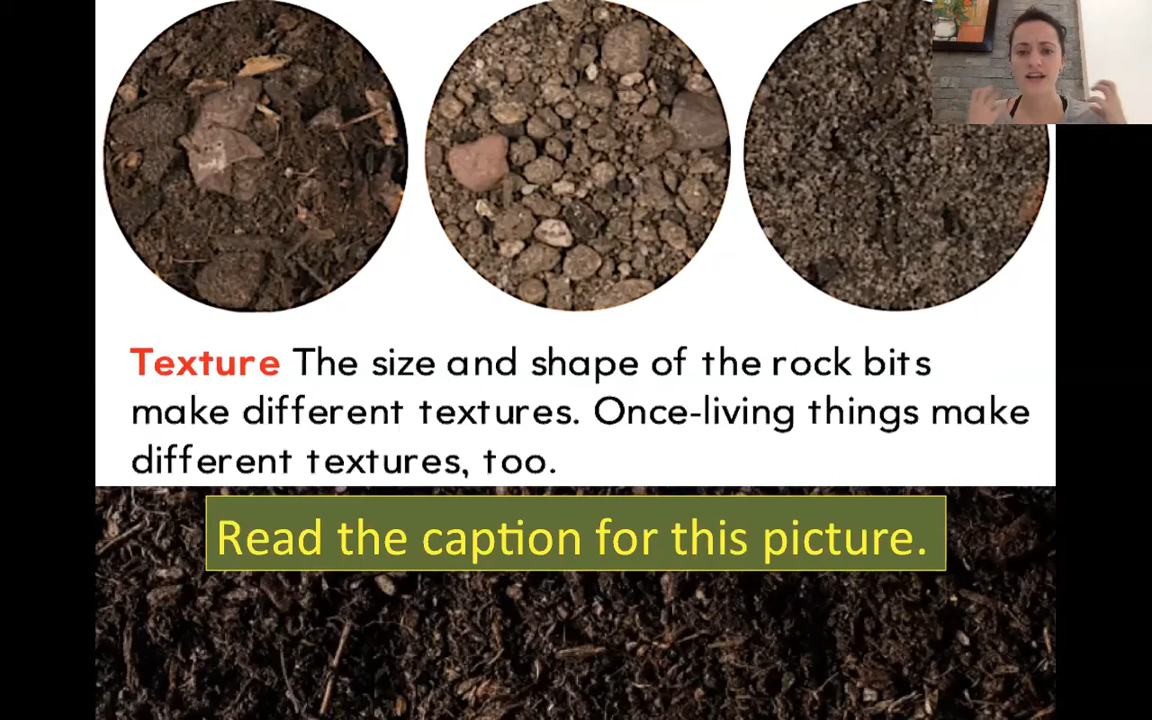 Texture The size and shape of the rock bits
make different textures. Once-living things make
different textures, too.
Read the caption for this picture.